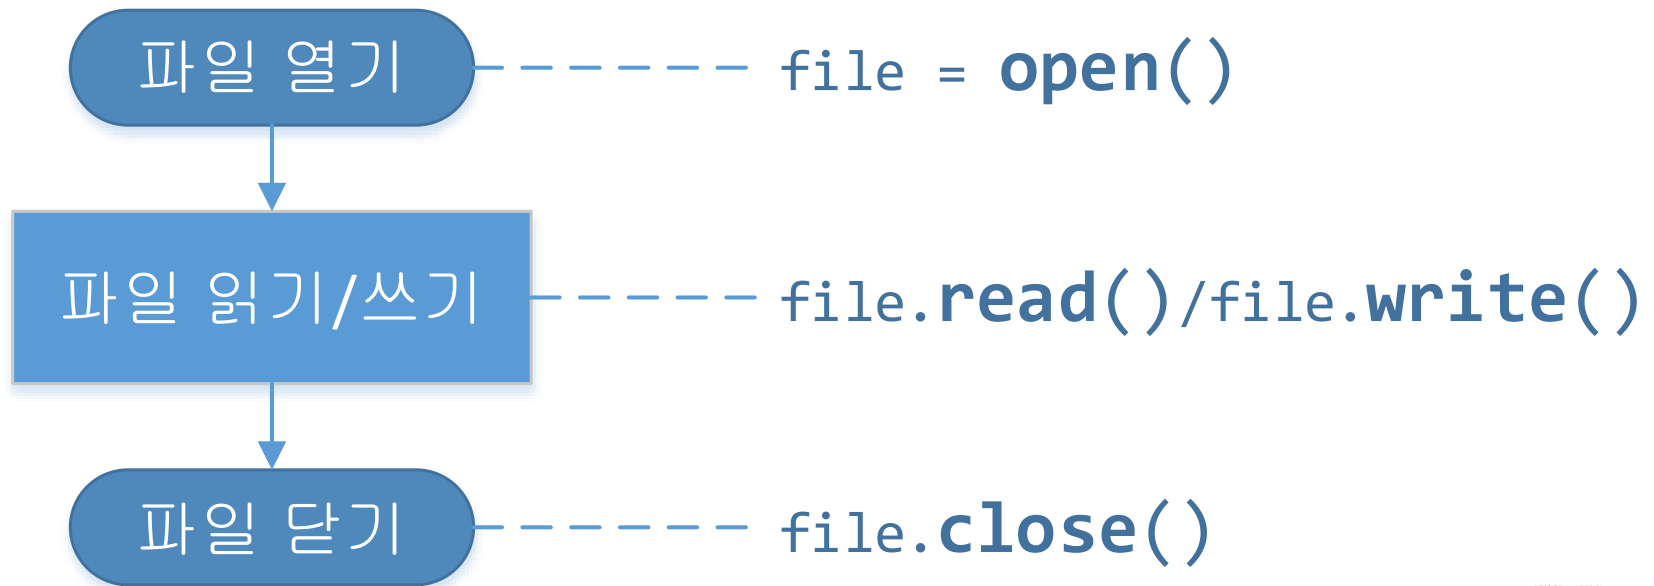 파일 열기
file = open()
파일 읽기/쓰기
file.read()/file.write()
파일 닫기
file.close()